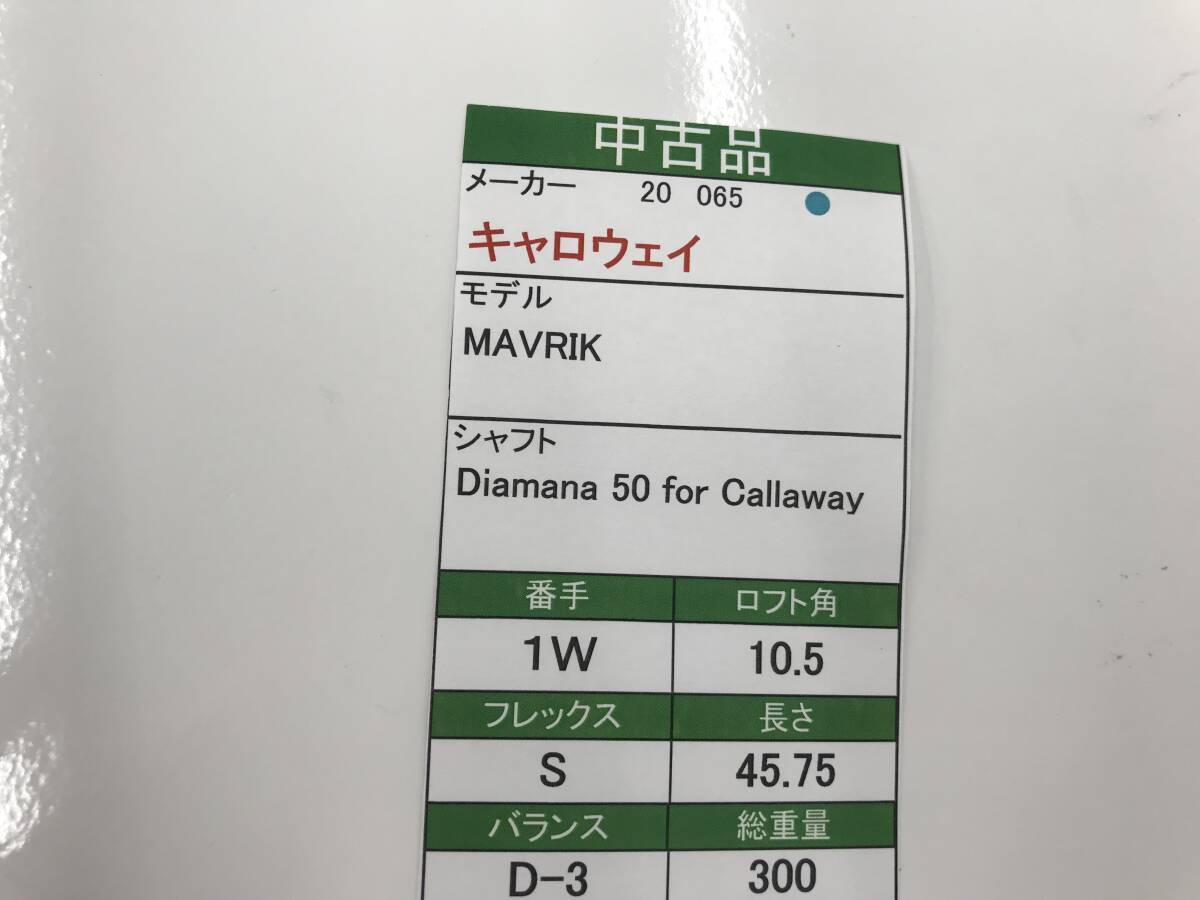 中古品
メーカー 20 065
キャロウェイ
モデル
MAVRIK
シャフト
Diamana 50 for Callaway
番手 ロフト角
1W 10.5
フレックス 長さ
S 45.75
バランス 総重量
D-3 300